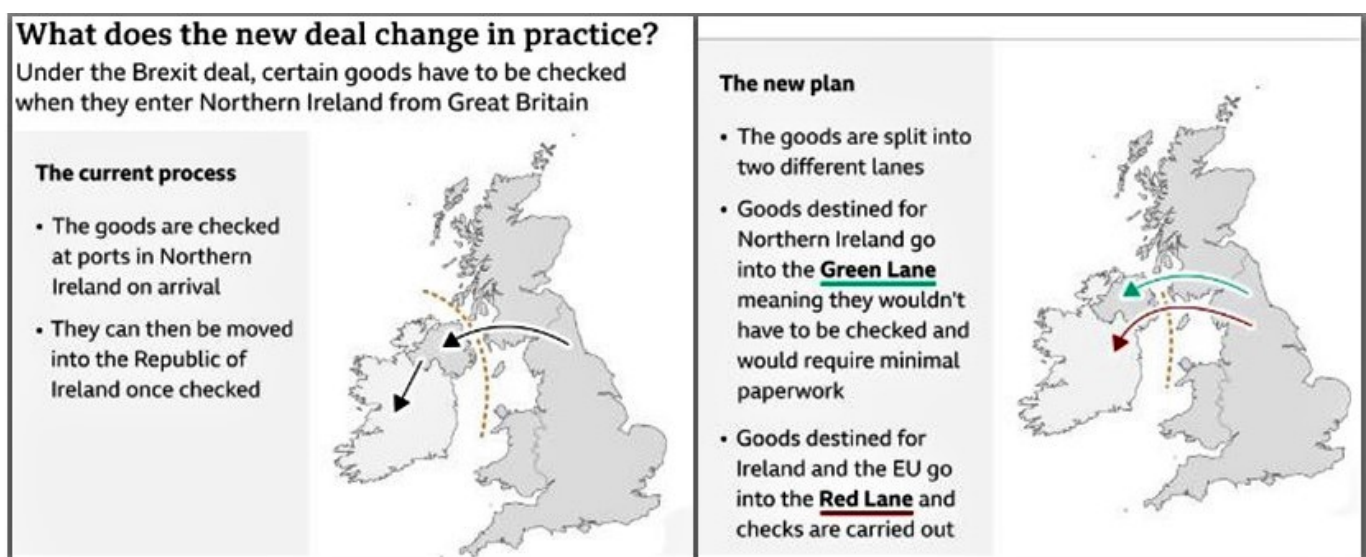 What does the new deal change in practice?
Under the Brexit deal, certain goods have to be checked
when they enter Northern Ireland from Great Britain
The current process
• The goods are checked
at ports in Northern
Ireland on arrival
• They can then be moved
into the Republic of
Ireland once checked
The new plan
• The goods are split into
two different lanes
• Goods destined for
Northern Ireland go
into the Green Lane
meaning they wouldn't
have to be checked and
would require minimal
paperwork
• Goods destined for
Ireland and the EU go
into the Red Lane and
checks are carried out